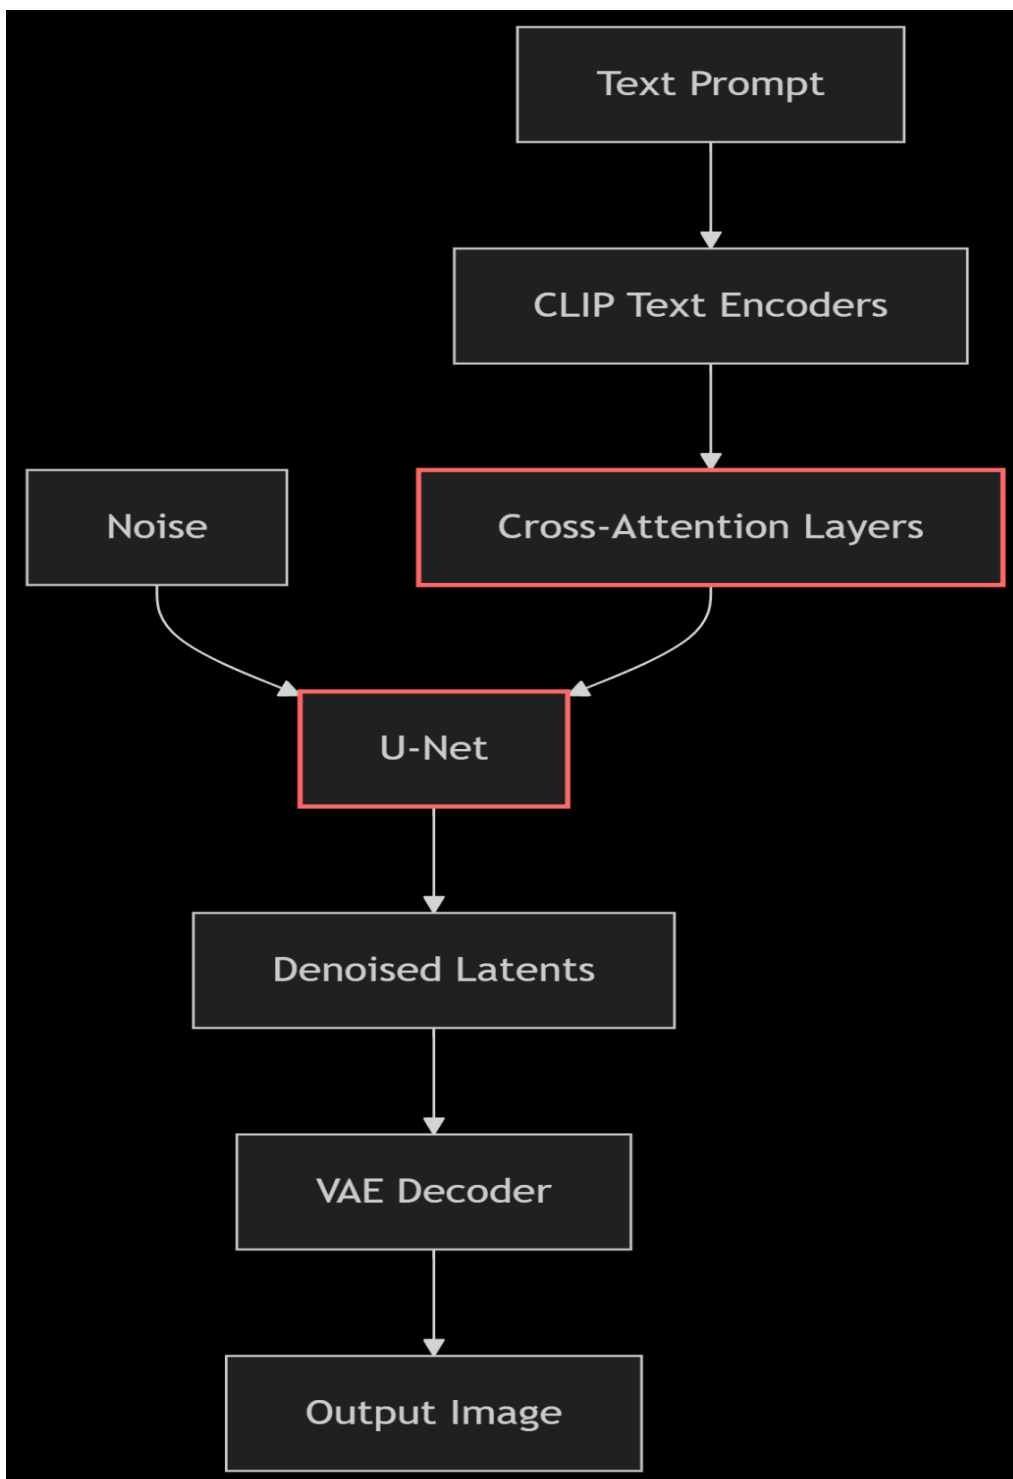 Text Prompt
CLIP Text Encoders
Noise
Cross-Attention Layers
U-Net
Denoised Latents
VAE Decoder
Output Image